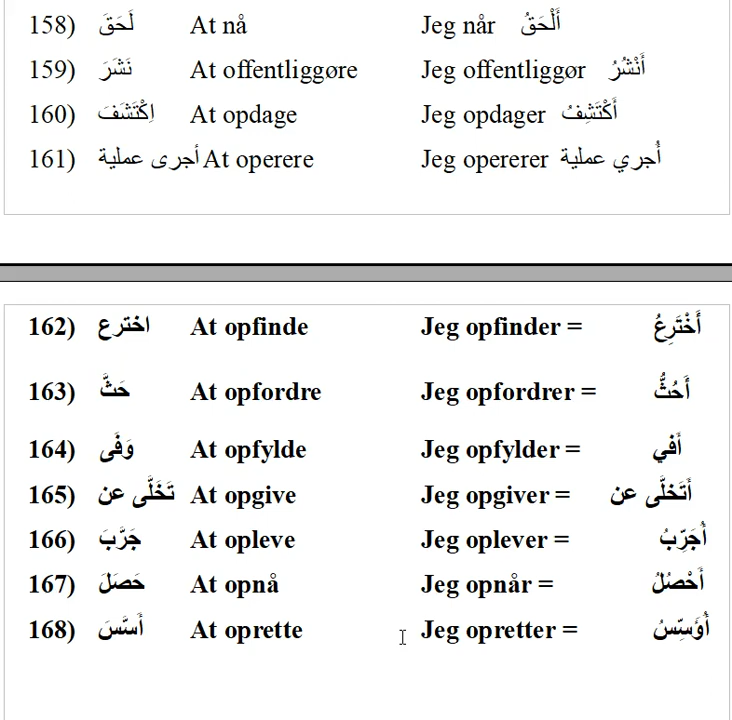 158) لَحَقَ At nå Jeg når أَلْحَقُ
159) نَشَرَ At offentliggøre Jeg offentliggør أَنْشُرُ
160) اِكْتَشَفَ At opdage Jeg opdager أَكْتَشِفُ
161) أجرى عملية At operere Jeg opererer أُجري عملية
162) اخترع At opfinde Jeg opfinder = أَخْتَرِعُ
163) حَثَّ At opfordre Jeg opfordrer = أَحُثُّ
164) وَفَى At opfylde Jeg opfylder = أَفي
165) تَخَلَّى عن At opgive Jeg opgiver = أَتَخلَّى عن
166) جَرَّبَ At opleve Jeg oplever = أُجَرِّبُ
167) حَصَلَ At opnå Jeg opnår = أَحْصُلُ
168) أَسَّسَ At oprette Jeg opretter = أُؤَسِّسُ